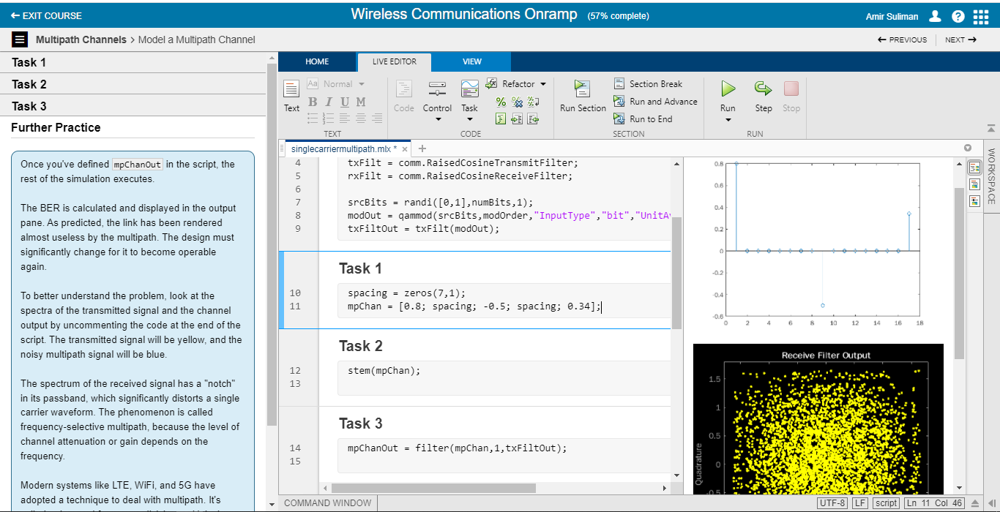 ← EXIT COURSE
Wireless Communications Onramp (57% complete)
Amir Suliman
Multipath Channels > Model a Multipath Channel
← PREVIOUS
NEXT →
Task 1
Task 2
Task 3
Further Practice
Once you've defined mpChanOut in the script, the
rest of the simulation executes.
The BER is calculated and displayed in the output
pane. As predicted, the link has been rendered
almost useless by the multipath. The design must
significantly change for it to become operable
again.
To better understand the problem, look at the
spectra of the transmitted signal and the channel
output by uncommenting the code at the end of the
script. The transmitted signal will be yellow, and the
noisy multipath signal will be blue.
The spectrum of the received signal has a "notch"
in its passband, which significantly distorts a single
carrier waveform. The phenomenon is called
frequency-selective multipath, because the level of
channel attenuation or gain depends on the
frequency.
Modern systems like LTE, WiFi, and 5G have
adopted a technique to deal with multipath. It's
HOME
LIVE EDITOR
VIEW
Text
Aa Normal
B I U M
TEXT
Code
Control
Task
Refactor
CODE
Run Section
Section Break
Run and Advance
Run to End
SECTION
Run
Step
Stop
RUN
singlecarriermultipath.mlx * × +
4 txFilt = comm.RaisedCosineTransmitFilter;
5 rxFilt = comm.RaisedCosineReceiveFilter;
6
7 srcBits = randi([0,1],numBits,1);
8 modOut = qammod(srcBits,modOrder,"InputType","bit","UnitAv
9 txFiltOut = txFilt(modOut);
Task 1
10 spacing = zeros(7,1);
11 mpChan = [0.8; spacing; -0.5; spacing; 0.34];
Task 2
12 stem(mpChan);
13
Task 3
14 mpChanOut = filter(mpChan,1,txFiltOut);
15
0.8
0.6
0.4
0.2
0
-0.2
-0.4
-0.6
0 2 4 6 8 10 12 14 16 18
Receive Filter Output
1.5
1
0.5
0
-0.5
Quadrature
WORKSPACE
COMMAND WINDOW
UTF-8 LF script Ln 11 Col 46